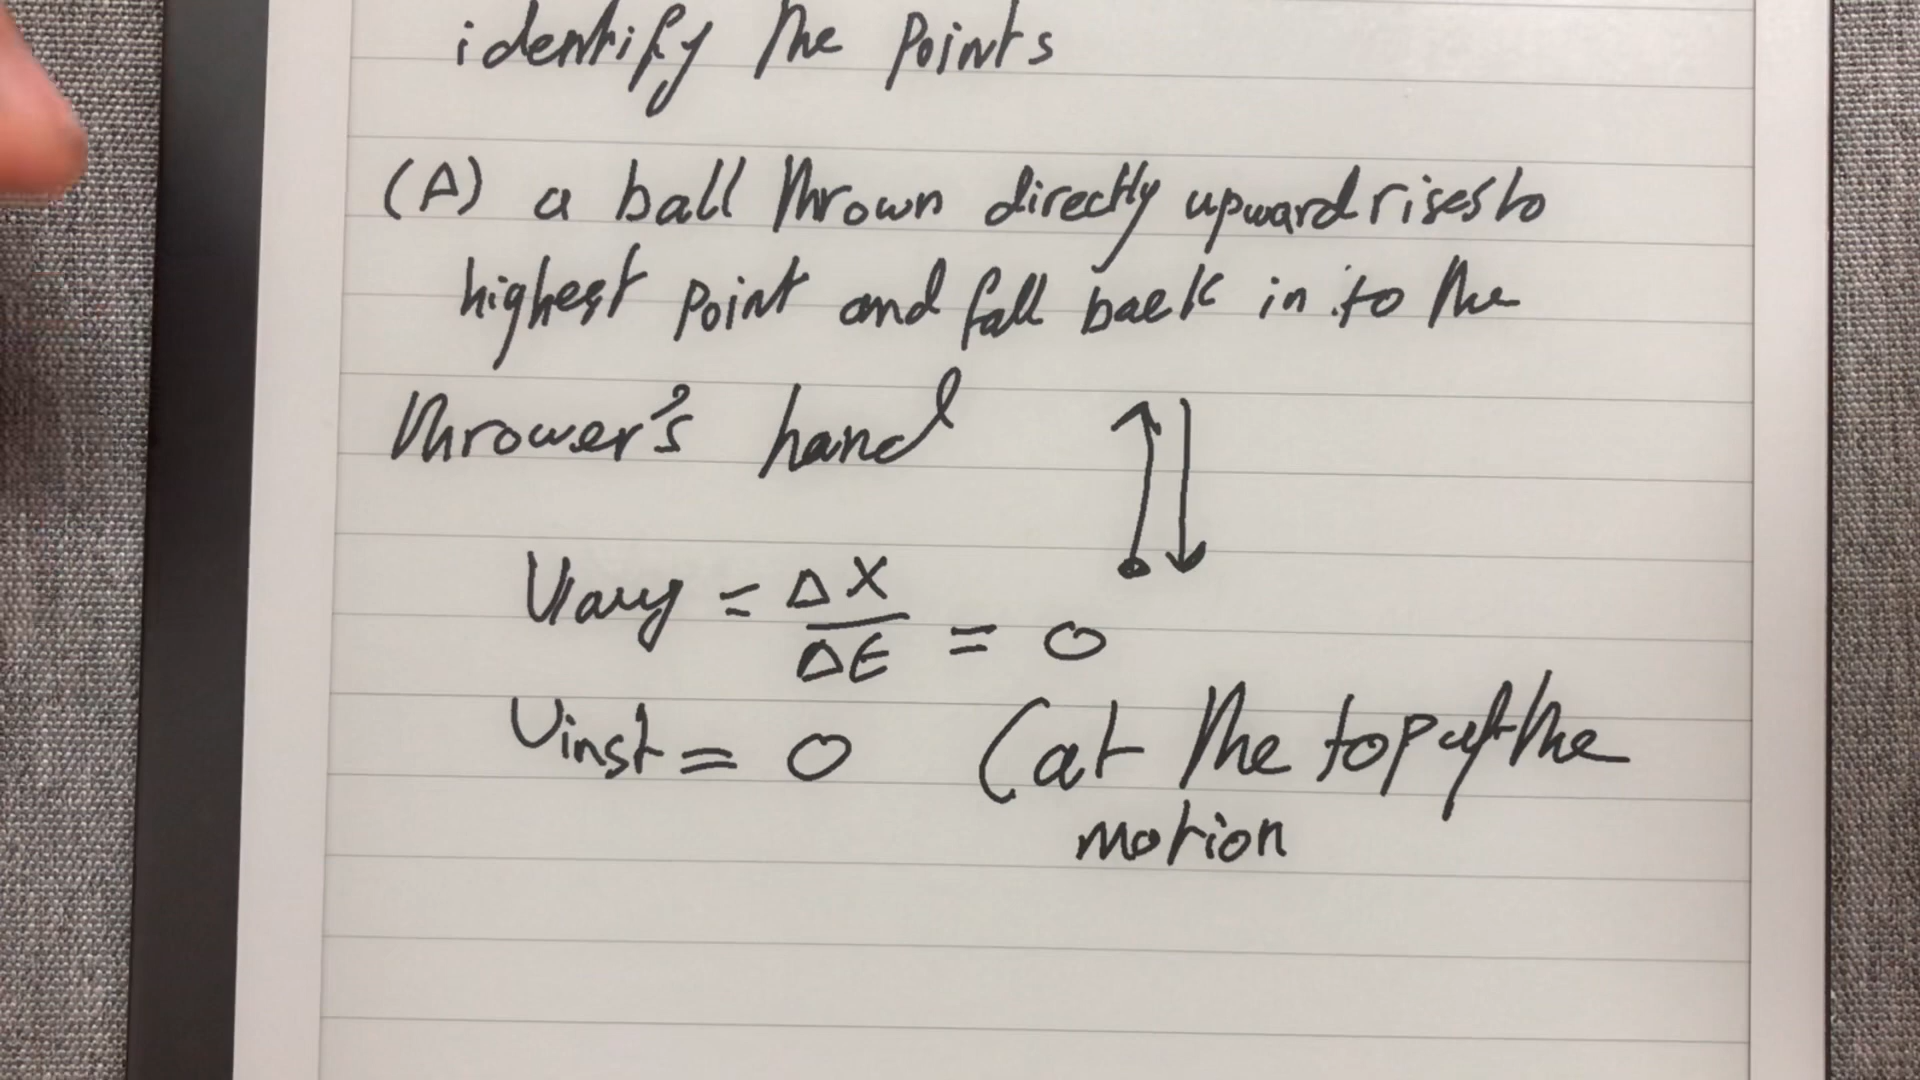 identify the points
(A) a ball thrown directly upward rises to
highest point and fall back in to the
thrower's hand
Vavg = ΔX / Δt = 0
Vinst = 0 (at the top of the
motion